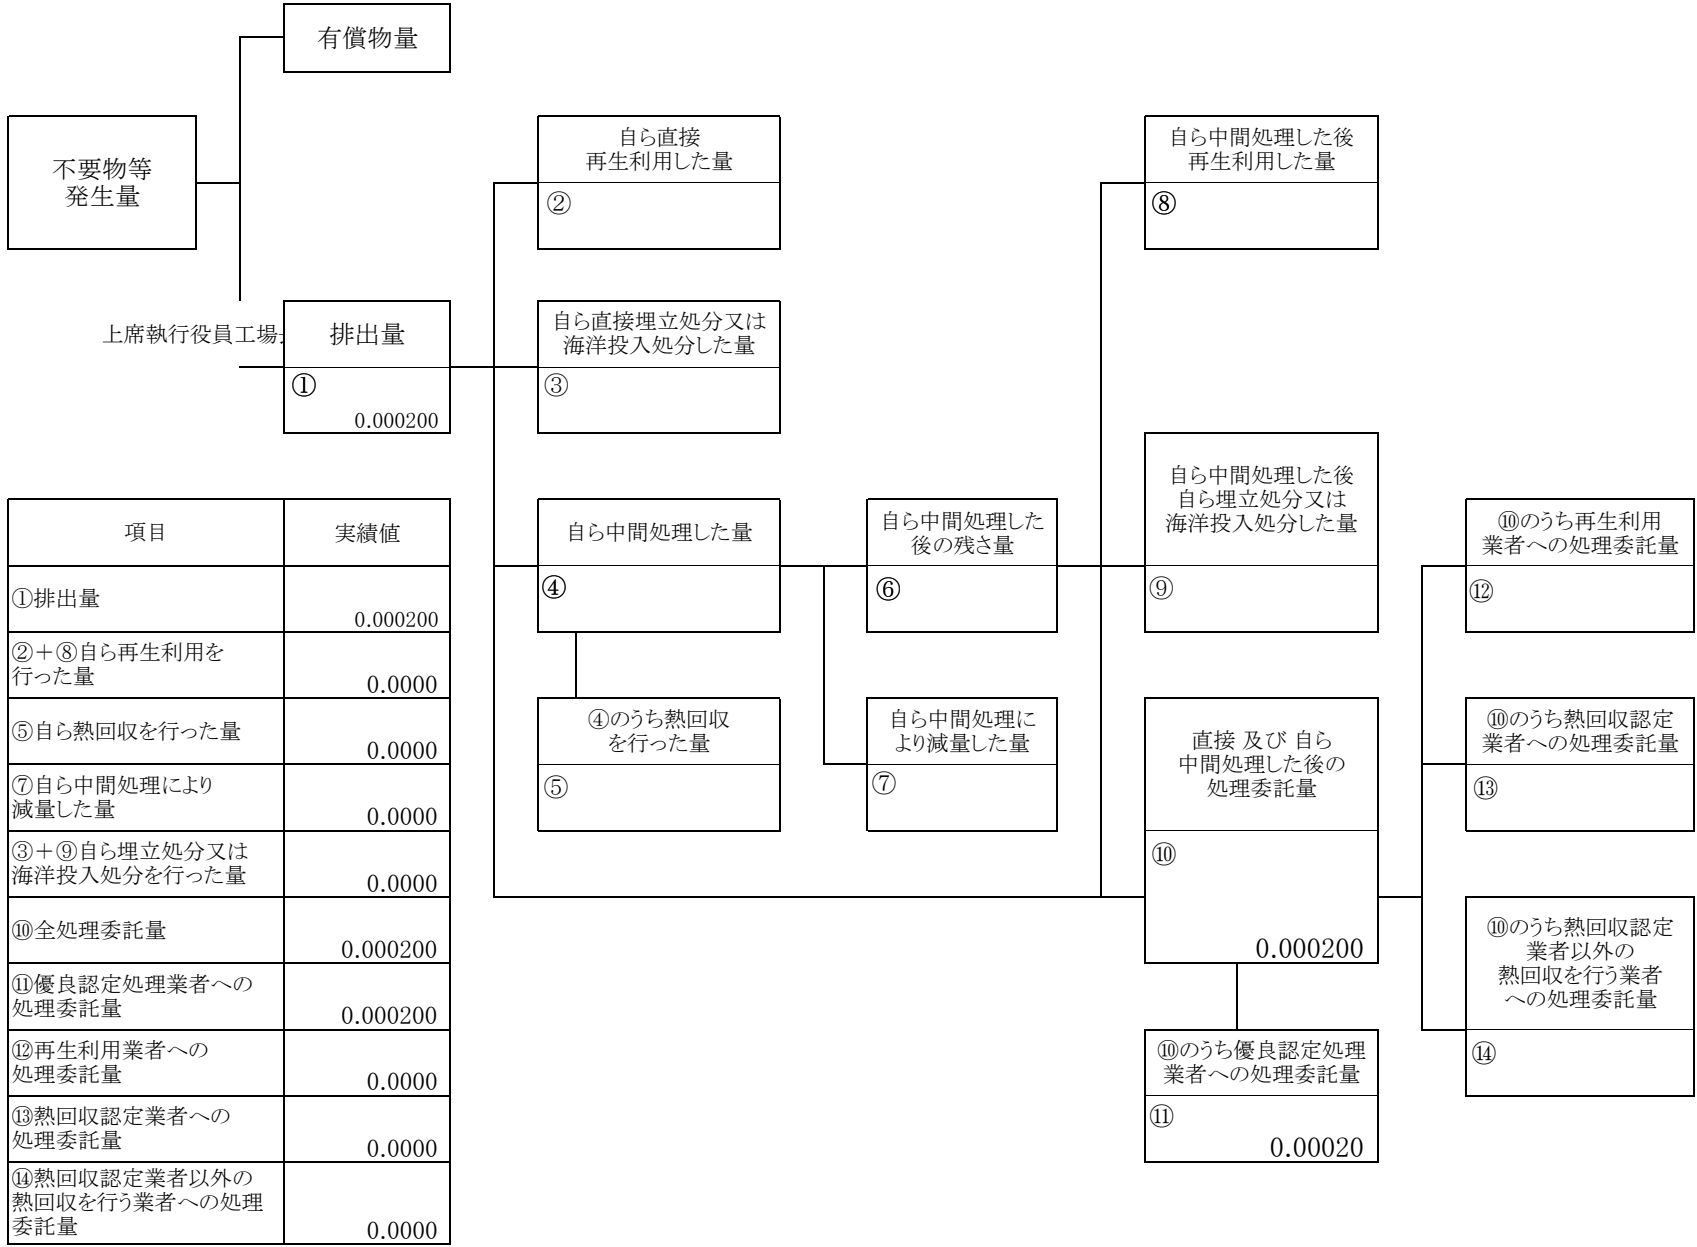 有償物量
不要物等
発生量
自ら直接
再生利用した量
②
自ら中間処理した後
再生利用した量
⑧
上席執行役員工場
排出量
①
0.000200
自ら直接埋立処分又は
海洋投入処分した量
③
項目
実績値
①排出量
0.000200
②＋⑧自ら再生利用を
行った量
0.0000
⑤自ら熱回収を行った量
0.0000
⑦自ら中間処理により
減量した量
0.0000
③＋⑨自ら埋立処分又は
海洋投入処分を行った量
0.0000
⑩全処理委託量
0.000200
⑪優良認定処理業者への
処理委託量
0.000200
⑫再生利用業者への
処理委託量
0.0000
⑬熱回収認定業者への
処理委託量
0.0000
⑭熱回収認定業者以外の
熱回収を行う業者への処理
委託量
0.0000
自ら中間処理した量
④
④のうち熱回収
を行った量
⑤
自ら中間処理した
後の残さ量
⑥
自ら中間処理に
より減量した量
⑦
自ら中間処理した後
自ら埋立処分又は
海洋投入処分した量
⑨
直接 及び 自ら
中間処理した後の
処理委託量
⑩
0.000200
⑩のうち優良認定処理
業者への処理委託量
⑪
0.00020
⑩のうち再生利用
業者への処理委託量
⑫
⑩のうち熱回収認定
業者への処理委託量
⑬
⑩のうち熱回収認定
業者以外の
熱回収を行う業者
への処理委託量
⑭